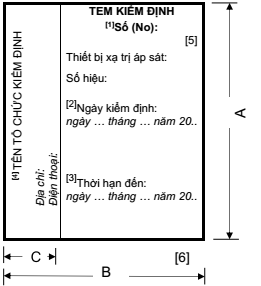 TEM KIỂM ĐỊNH
[1]Số (No):
[5]
Thiết bị xạ trị áp sát:
Số hiệu:
[2]Ngày kiểm định:
ngày ... tháng ... năm 20..
[3]Thời hạn đến:
ngày ... tháng ... năm 20..
[4]TÊN TỔ CHỨC KIỂM ĐỊNH
Địa chỉ:
Điện thoại:
A
C
[6]
B